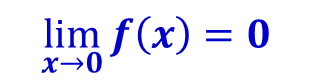 lim f(x) = 0
x→0